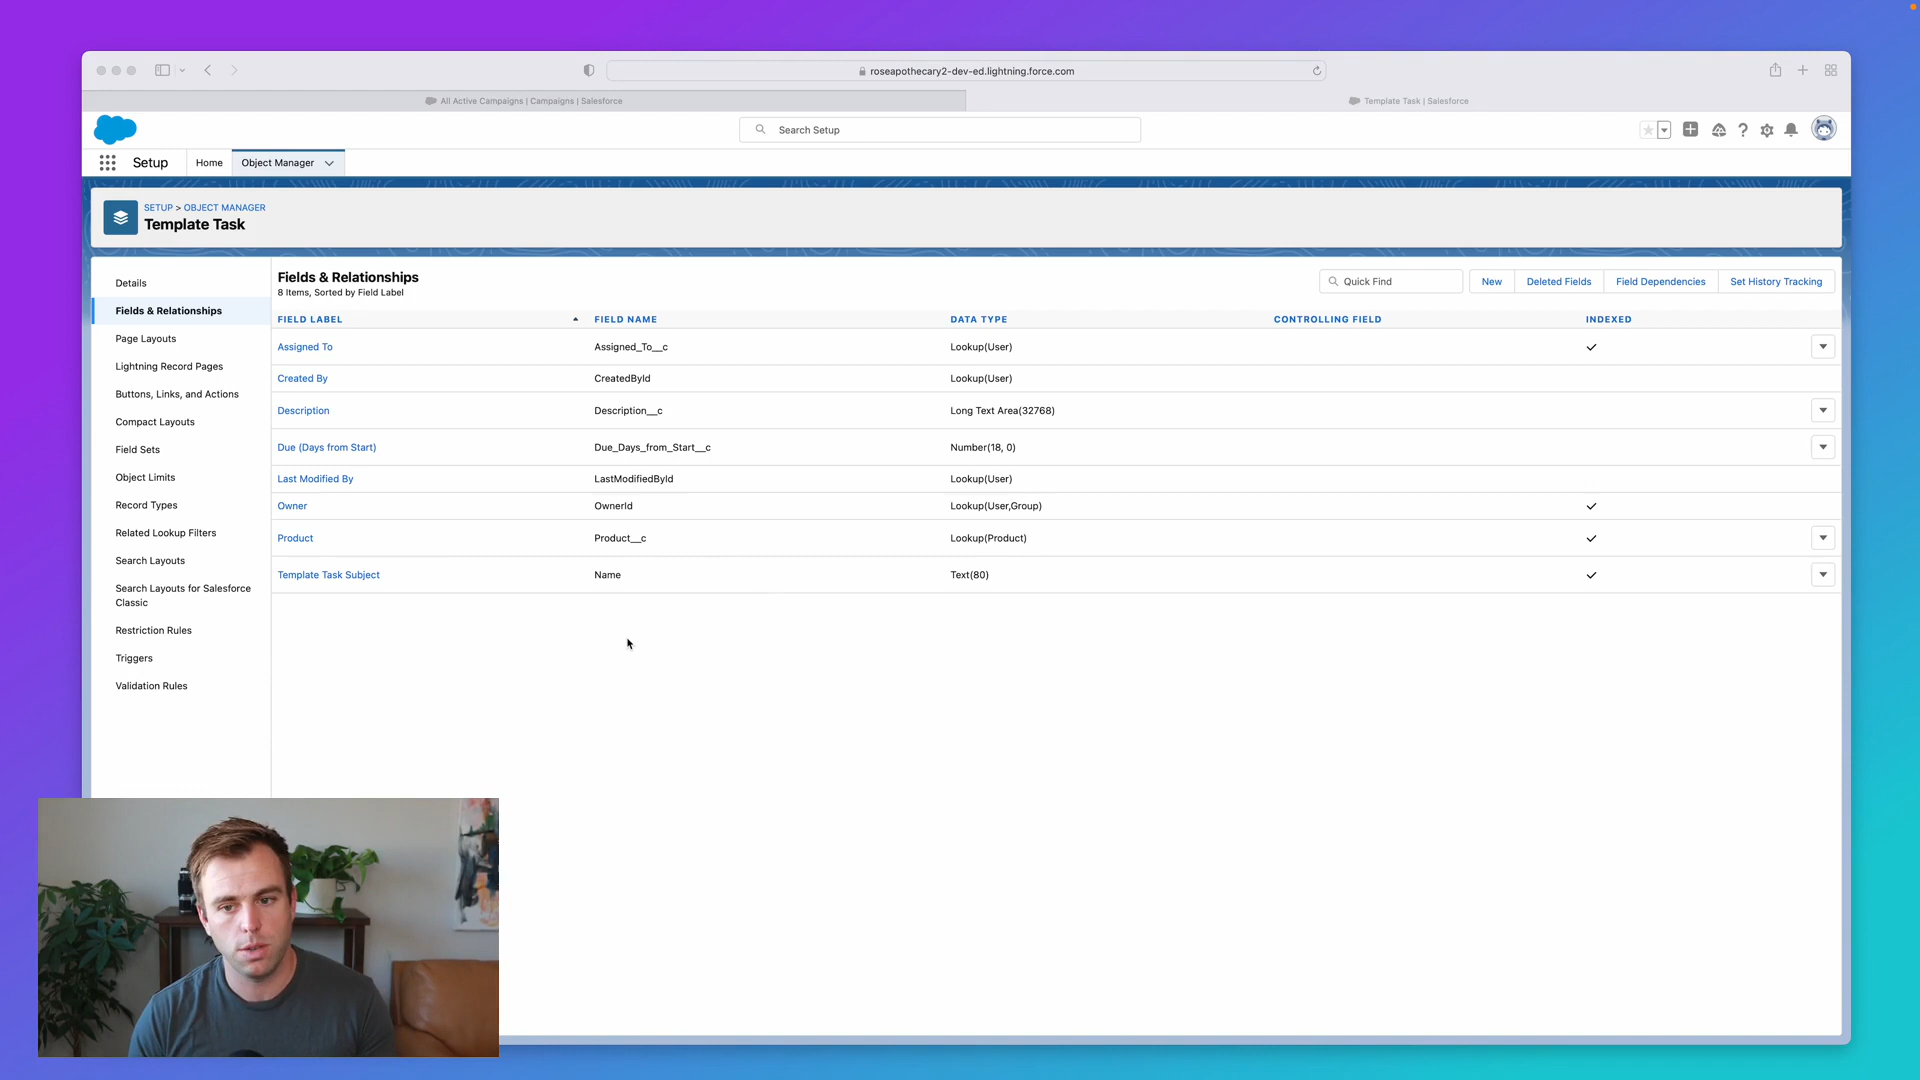 roseapothecary2-dev-ed.lightning.force.com
All Active Campaigns | Campaigns | Salesforce
Template Task | Salesforce
Search Setup
Setup
Home
Object Manager
SETUP > OBJECT MANAGER
Template Task
Details
Fields & Relationships
Page Layouts
Lightning Record Pages
Buttons, Links, and Actions
Compact Layouts
Field Sets
Object Limits
Record Types
Related Lookup Filters
Search Layouts
Search Layouts for Salesforce
Classic
Restriction Rules
Triggers
Validation Rules
Fields & Relationships
8 Items, Sorted by Field Label
Quick Find
New
Deleted Fields
Field Dependencies
Set History Tracking
FIELD LABEL FIELD NAME DATA TYPE CONTROLLING FIELD INDEXED
Assigned To Assigned_To__c Lookup(User)
Created By CreatedById Lookup(User)
Description Description__c Long Text Area(32768)
Due (Days from Start) Due_Days_from_Start__c Number(18, 0)
Last Modified By LastModifiedById Lookup(User)
Owner OwnerId Lookup(User,Group)
Product Product__c Lookup(Product)
Template Task Subject Name Text(80)